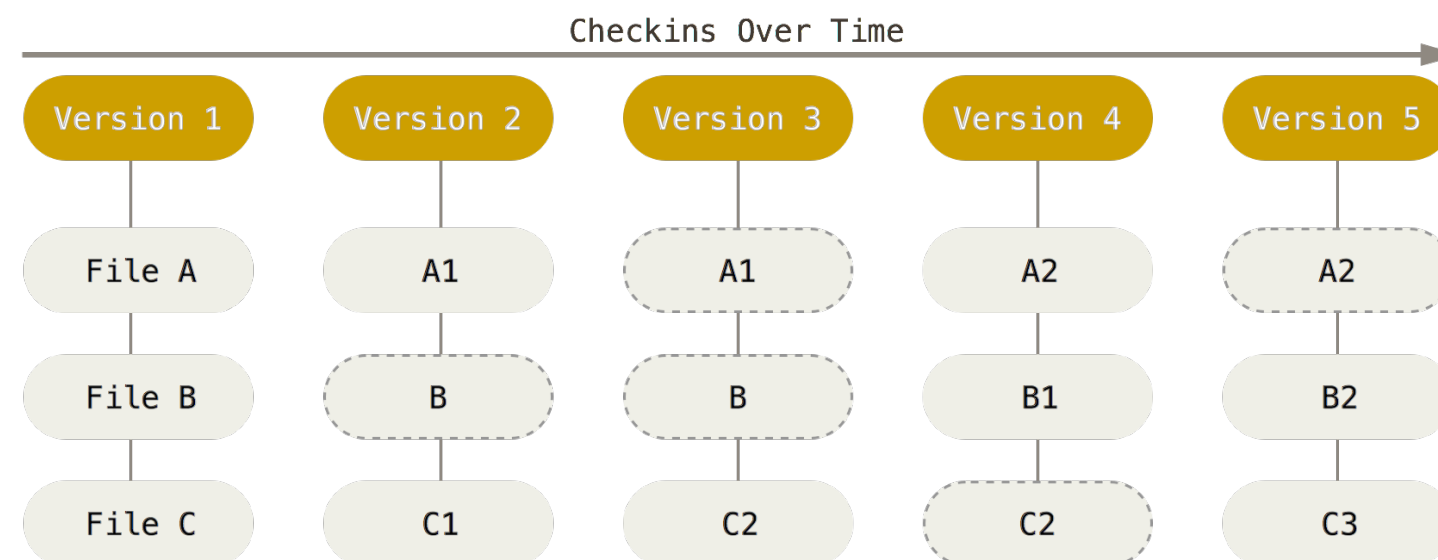 Checkins Over Time
Version 1 Version 2 Version 3 Version 4 Version 5
File A A1 A1 A2 A2
File B B B B1 B2
File C C1 C2 C2 C3